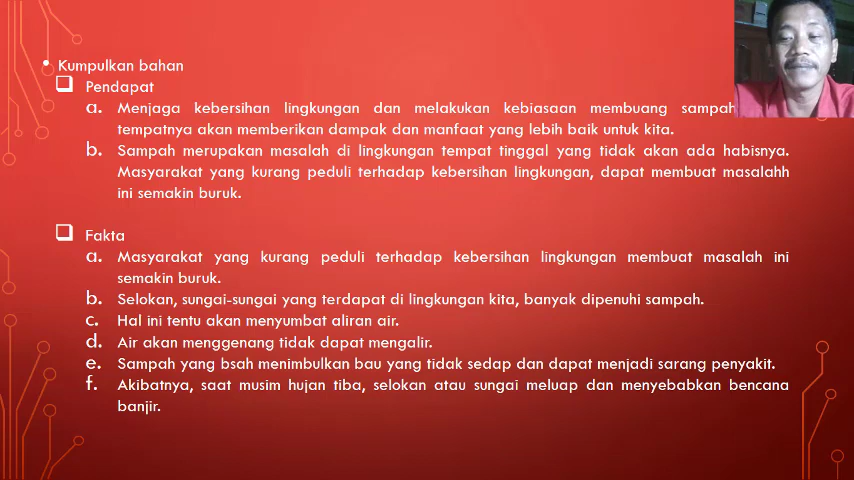 • Kumpulkan bahan
❑ Pendapat
a. Menjaga kebersihan lingkungan dan melakukan kebiasaan membuang sampah
tempatnya akan memberikan dampak dan manfaat yang lebih baik untuk kita.
b. Sampah merupakan masalah di lingkungan tempat tinggal yang tidak akan ada habisnya.
Masyarakat yang kurang peduli terhadap kebersihan lingkungan, dapat membuat masalahh
ini semakin buruk.
❑ Fakta
a. Masyarakat yang kurang peduli terhadap kebersihan lingkungan membuat masalah ini
semakin buruk.
b. Selokan, sungai-sungai yang terdapat di lingkungan kita, banyak dipenuhi sampah.
c. Hal ini tentu akan menyumbat aliran air.
d. Air akan menggenang tidak dapat mengalir.
e. Sampah yang bsah menimbulkan bau yang tidak sedap dan dapat menjadi sarang penyakit.
f. Akibatnya, saat musim hujan tiba, selokan atau sungai meluap dan menyebabkan bencana
banjir.